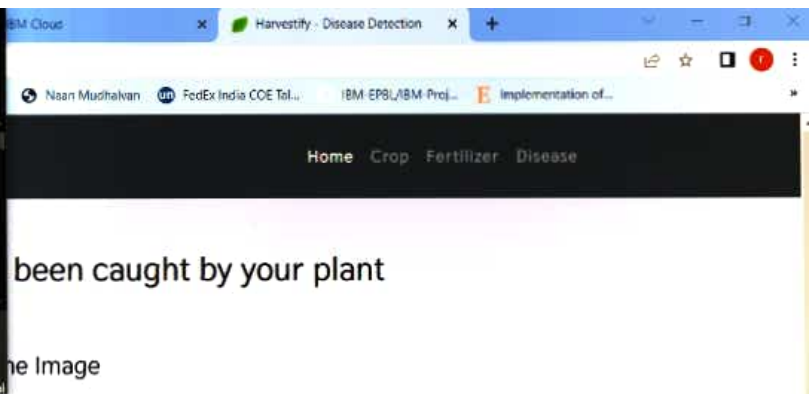 IBM Cloud
Harvestify - Disease Detection
Naan Mudhalvan FedEx India COE Tal... IBM-EPBL/IBM-Proj... Implementation of...
Home Crop Fertilizer Disease
been caught by your plant
he Image